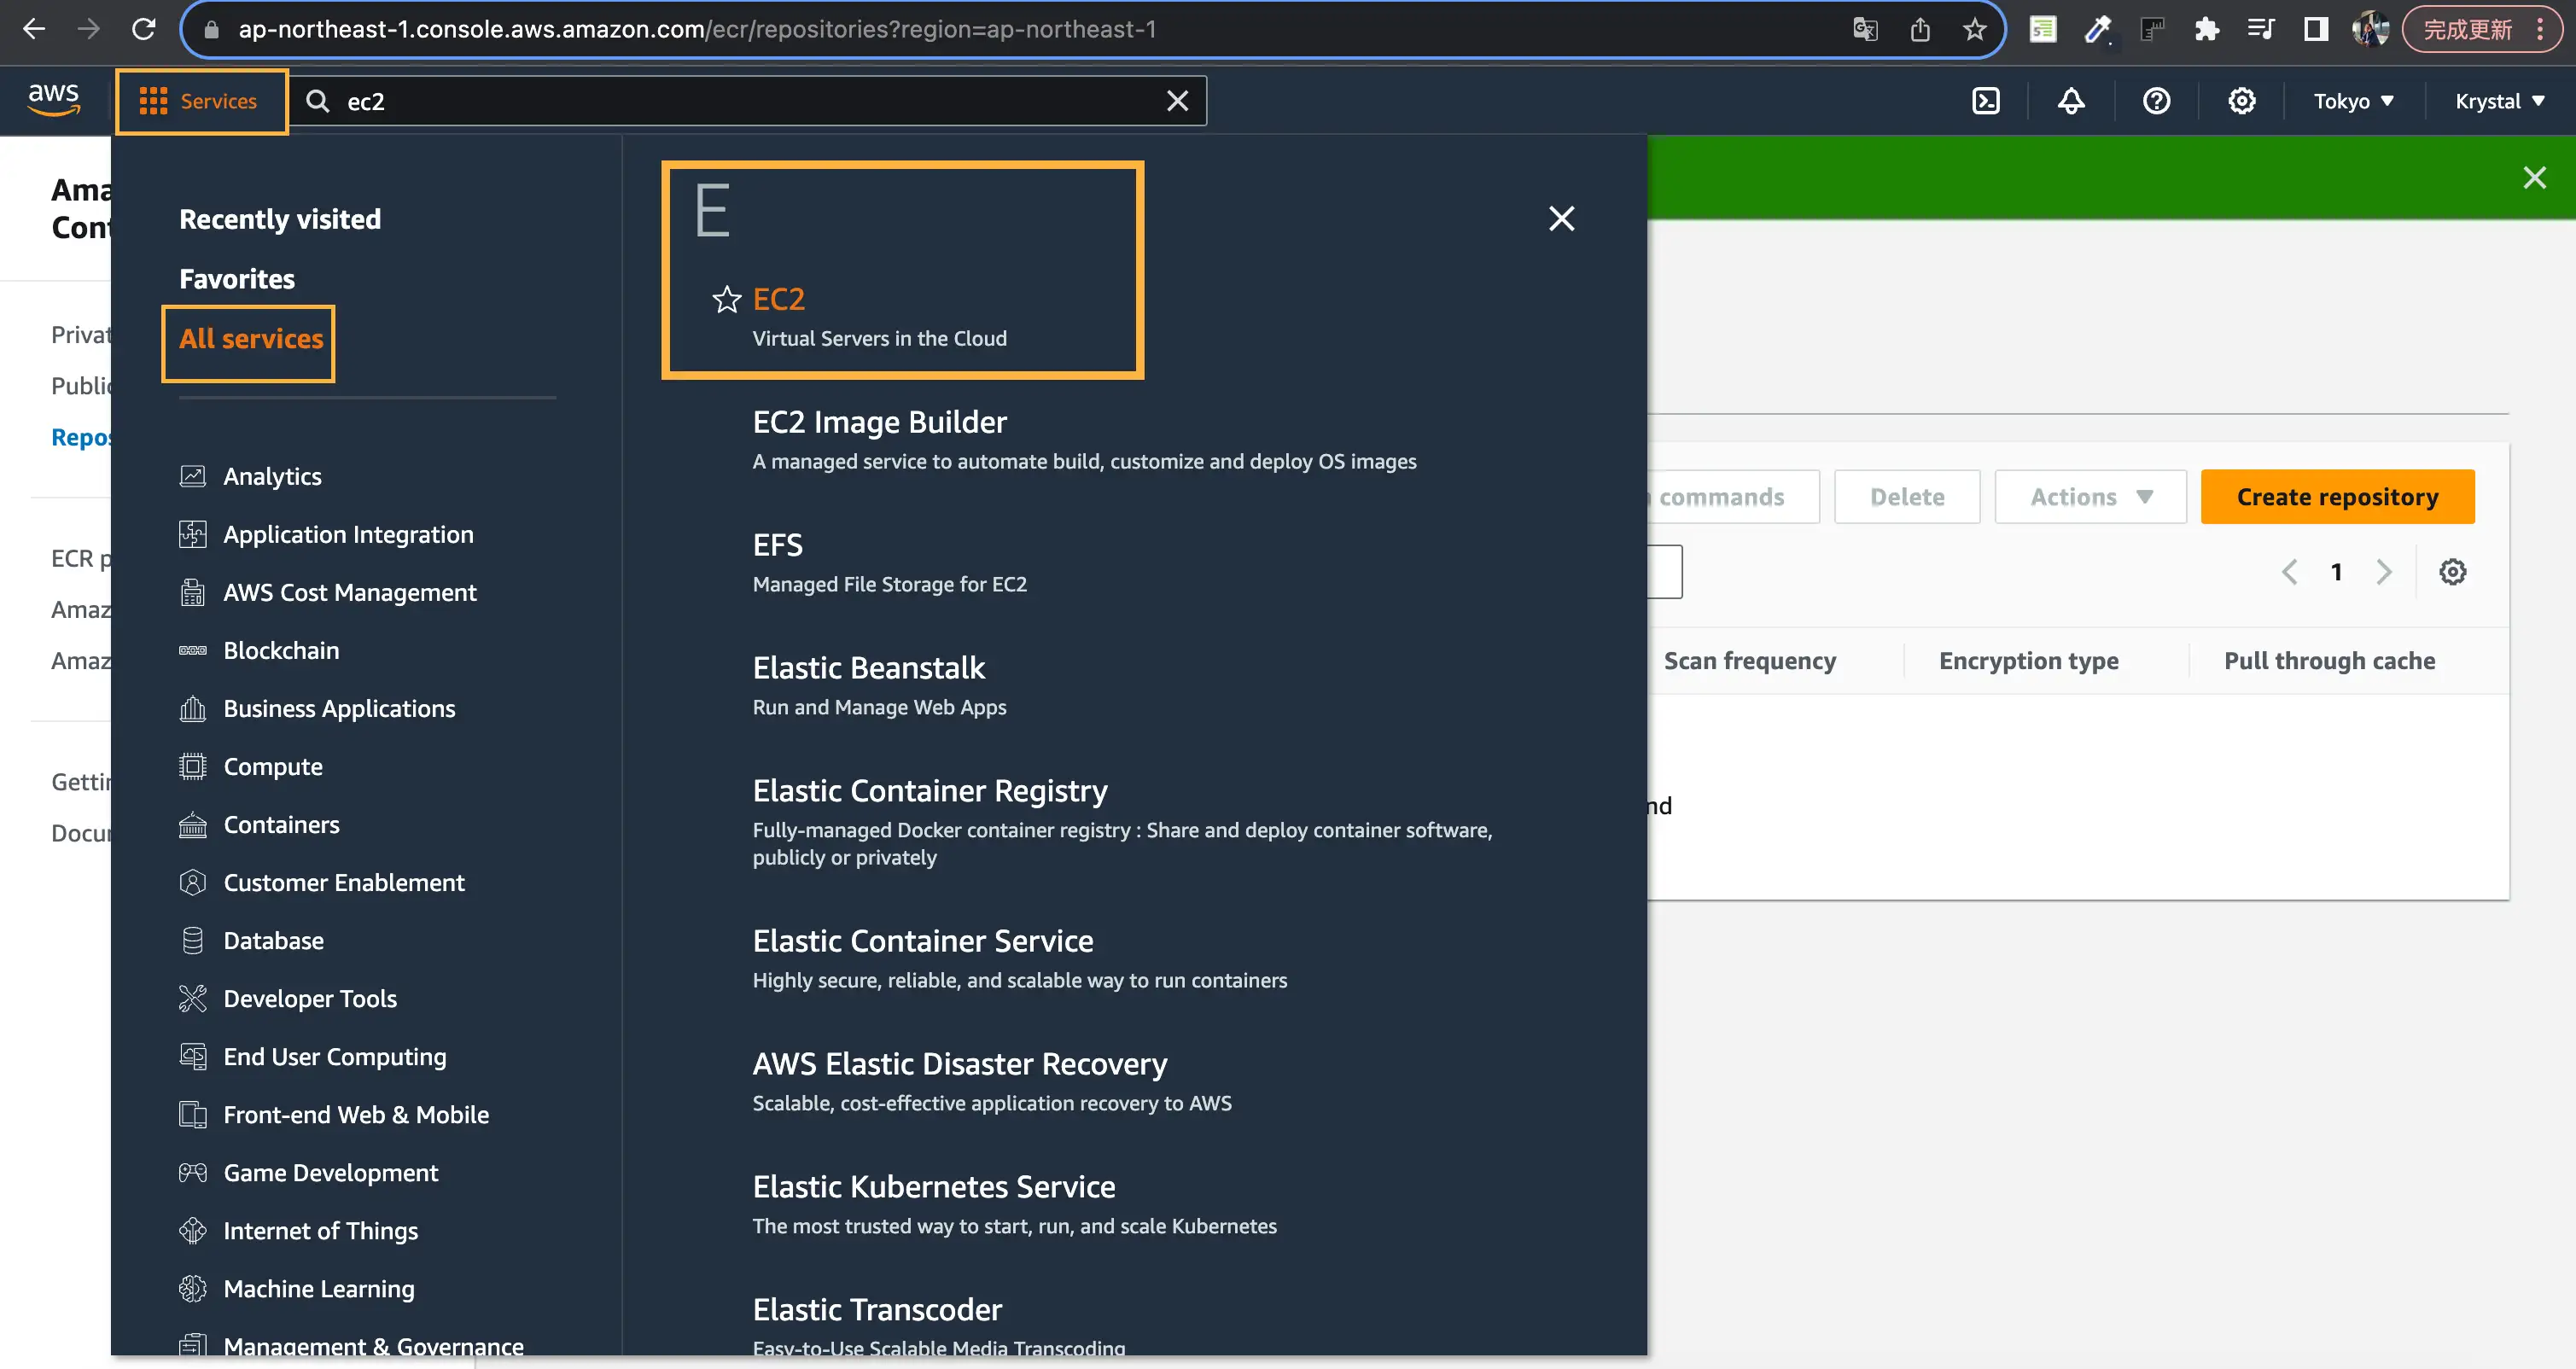 ap-northeast-1.console.aws.amazon.com/ecr/repositories?region=ap-northeast-1
完成更新
aws
Services
ec2
Tokyo
Krystal
Ama
Cont
Privat
Public
Repos
ECR p
Amaz
Amaz
Gettin
Docum
Recently visited
Favorites
All services
Analytics
Application Integration
AWS Cost Management
Blockchain
Business Applications
Compute
Containers
Customer Enablement
Database
Developer Tools
End User Computing
Front-end Web & Mobile
Game Development
Internet of Things
Machine Learning
Management & Governance
E
EC2
Virtual Servers in the Cloud
EC2 Image Builder
A managed service to automate build, customize and deploy OS images
EFS
Managed File Storage for EC2
Elastic Beanstalk
Run and Manage Web Apps
Elastic Container Registry
Fully-managed Docker container registry : Share and deploy container software,
publicly or privately
Elastic Container Service
Highly secure, reliable, and scalable way to run containers
AWS Elastic Disaster Recovery
Scalable, cost-effective application recovery to AWS
Elastic Kubernetes Service
The most trusted way to start, run, and scale Kubernetes
Elastic Transcoder
Easy-to-Use Scalable Media Transcoding
commands
Delete
Actions
Create repository
1
Scan frequency
Encryption type
Pull through cache
nd